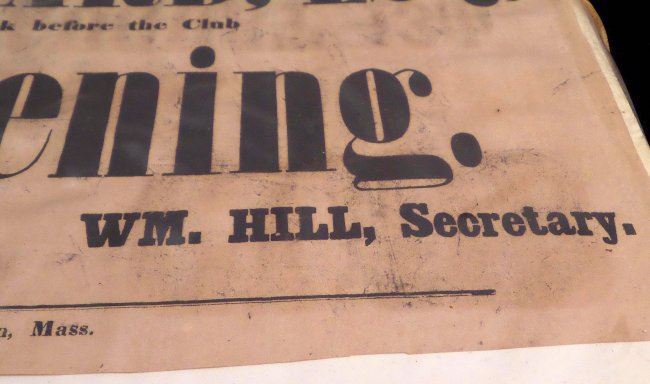 before the Club
ening.
WM. HILL, Secretary.
Mass.